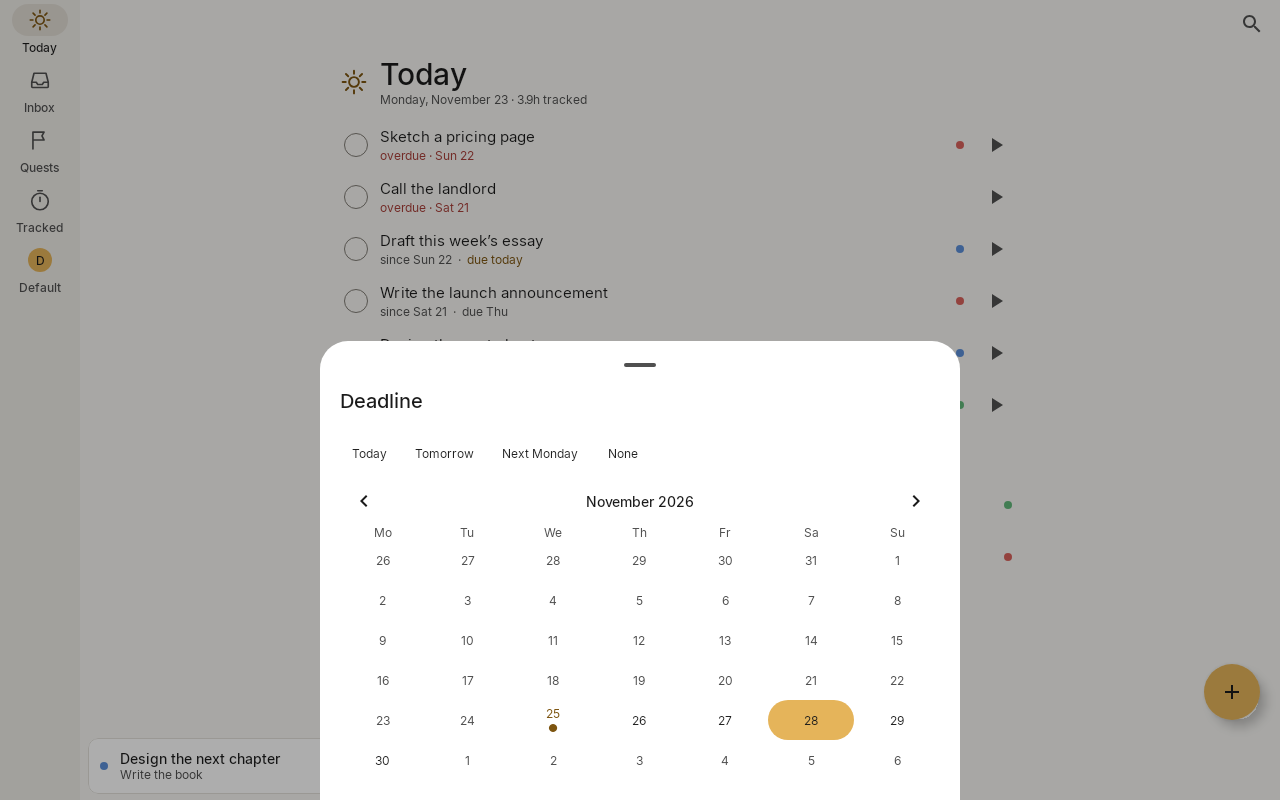 Today
Inbox
Quests
Tracked
D
Default
Today
Monday, November 23 · 3.9h tracked
Sketch a pricing page
overdue · Sun 22
Call the landlord
overdue · Sat 21
Draft this week’s essay
since Sun 22 · due today
Write the launch announcement
since Sat 21 · due Thu
Deadline
Today Tomorrow Next Monday None
November 2026
Mo Tu We Th Fr Sa Su
26 27 28 29 30 31 1
2 3 4 5 6 7 8
9 10 11 12 13 14 15
16 17 18 19 20 21 22
23 24 25 26 27 28 29
30 1 2 3 4 5 6
Design the next chapter
Write the book